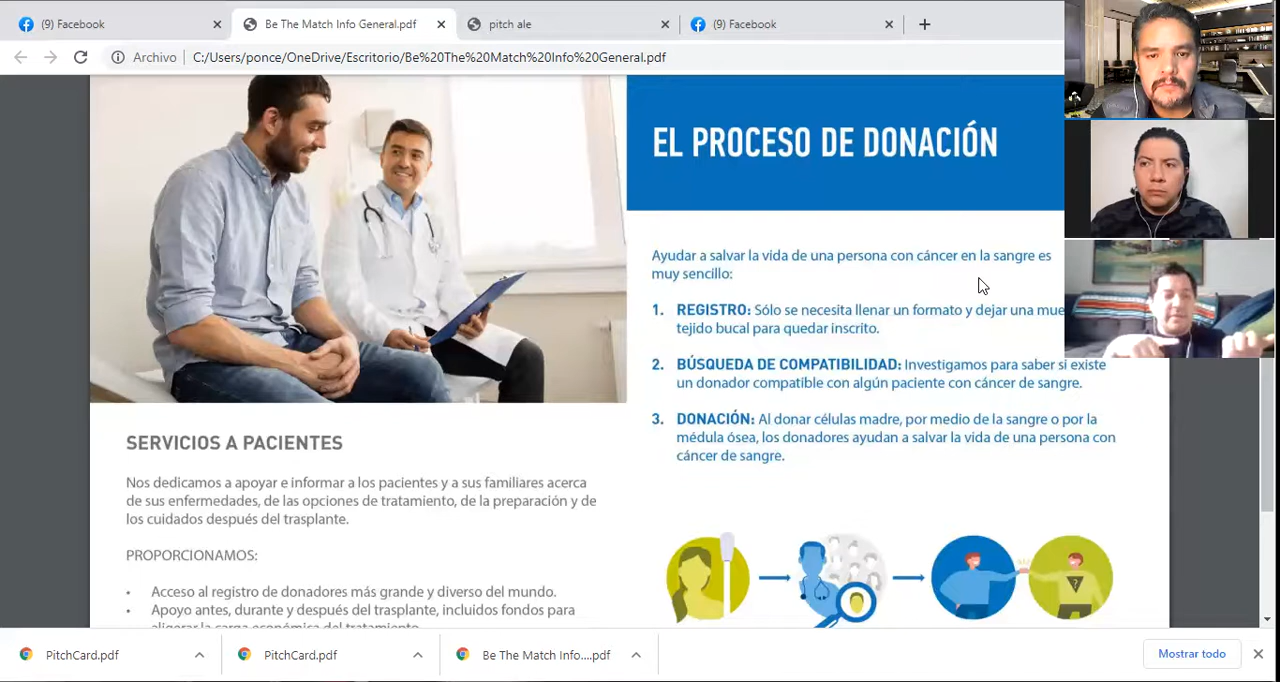 (9) Facebook
Be The Match Info General.pdf
pitch ale
(9) Facebook
Archivo
C:/Users/ponce/OneDrive/Escritorio/Be%20The%20Match%20Info%20General.pdf
EL PROCESO DE DONACIÓN
Ayudar a salvar la vida de una persona con cáncer en la sangre es
muy sencillo:
1. REGISTRO: Sólo se necesita llenar un formato y dejar una mue
tejido bucal para quedar inscrito.
2. BÚSQUEDA DE COMPATIBILIDAD: Investigamos para saber si existe
un donador compatible con algún paciente con cáncer de sangre.
3. DONACIÓN: Al donar células madre, por medio de la sangre o por la
médula ósea, los donadores ayudan a salvar la vida de una persona con
cáncer de sangre.
SERVICIOS A PACIENTES
Nos dedicamos a apoyar e informar a los pacientes y a sus familiares acerca
de sus enfermedades, de las opciones de tratamiento, de la preparación y de
los cuidados después del trasplante.
PROPORCIONAMOS:
• Acceso al registro de donadores más grande y diverso del mundo.
• Apoyo antes, durante y después del trasplante, incluidos fondos para
aligerar la carga económica del tratamiento
?
PitchCard.pdf
PitchCard.pdf
Be The Match Info....pdf
Mostrar todo